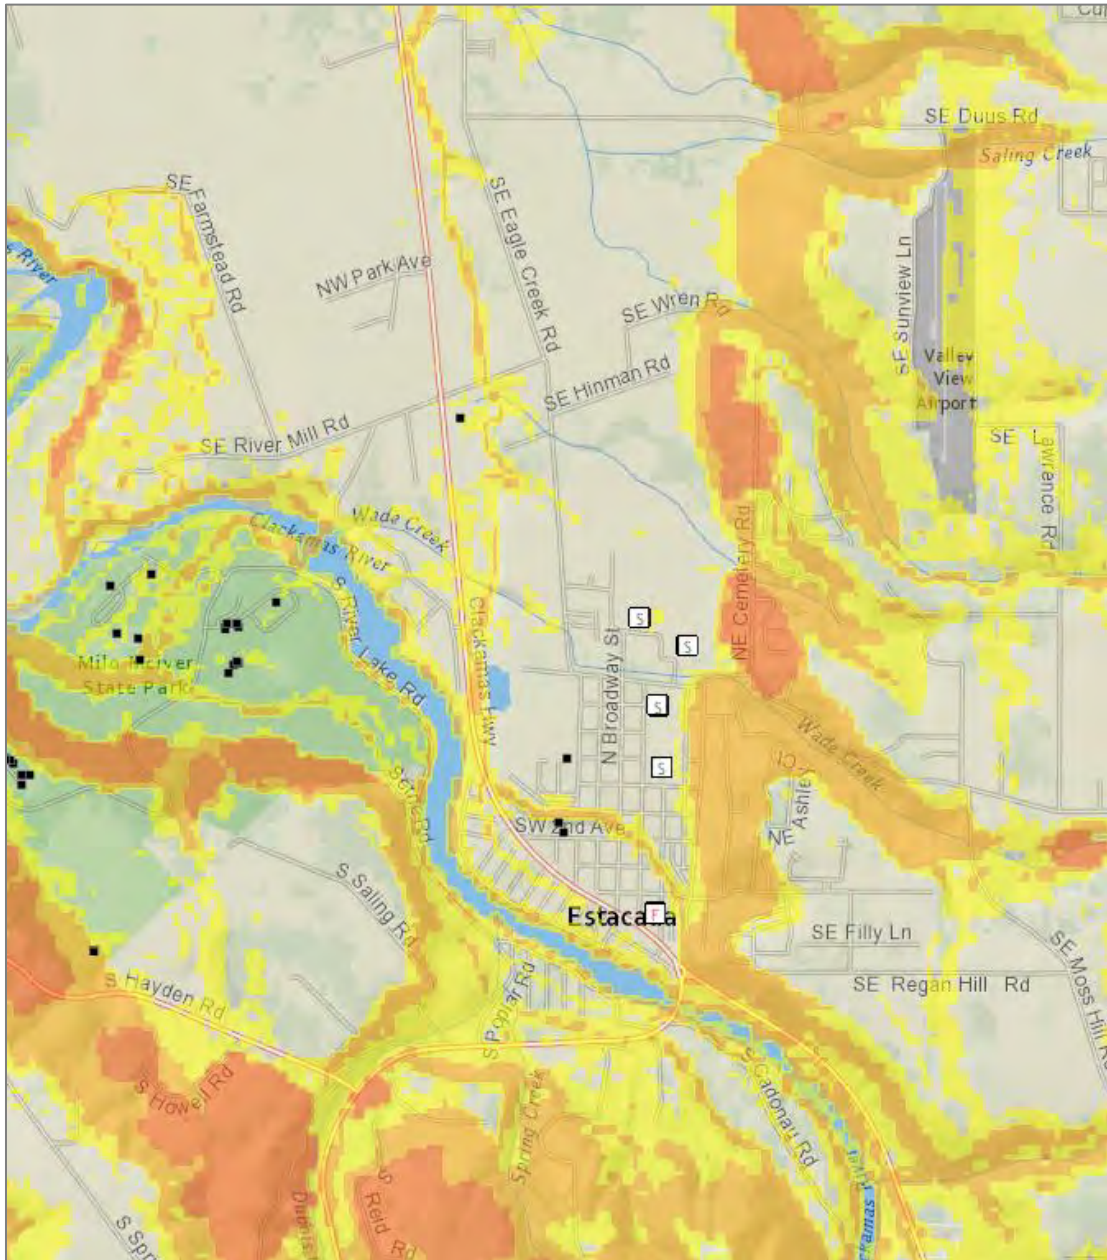 SE Duus Rd
Saling Creek
SE Farmstead Rd
River
NW Park Ave
SE Eagle Creek Rd
SE Wren Rd
SE Sunview Ln
Valley
View
Airport
SE Hinman Rd
SE River Mill Rd
SE Lawrence Rd
Wade Creek
Clackamas River
S River Lake Rd
Clackamas Hwy
N Broadway St
NE Cemetery Rd
S
S
S
S
State Park
Wade Creek
NE Ashley
SW 2nd Ave
S Saling Rd
Estacada
F
SE Filly Ln
SE Regan Hill Rd
SE Moss Hill R
S Hayden Rd
S Poplar Rd
S Cadonau Rd
S Howell Rd
Spring Creek
S Reid Rd
S Spr
River